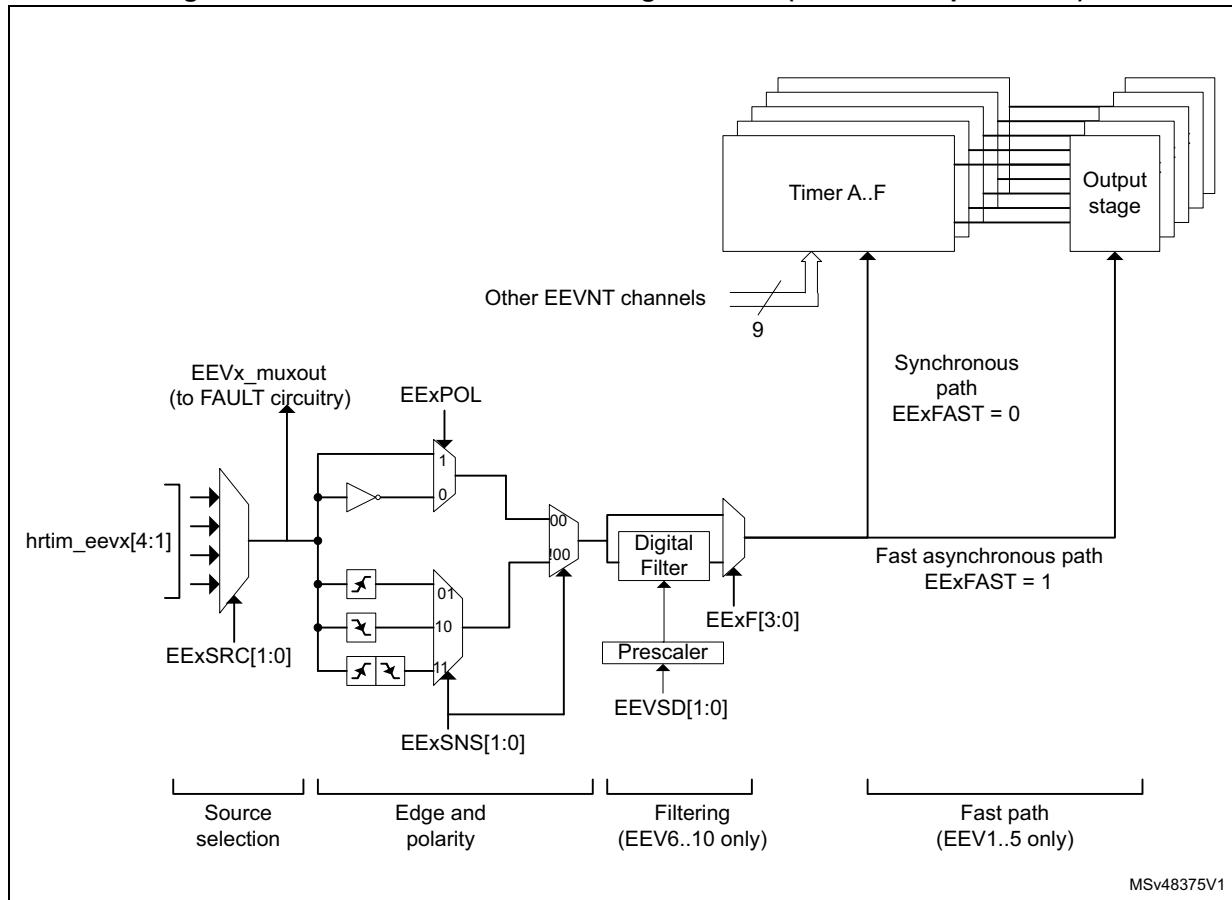 Timer A..F
Output
stage
Other EEVNT channels
9
Synchronous
path
EExFAST = 0
EEVx_muxout
(to FAULT circuitry)
EExPOL
1
0
hrtim_eevx[4:1]
00
!00
Digital
Filter
Fast asynchronous path
EExFAST = 1
01
10
11
EExF[3:0]
EExSRC[1:0]
Prescaler
EEVSD[1:0]
EExSNS[1:0]
Source
selection
Edge and
polarity
Filtering
(EEV6..10 only)
Fast path
(EEV1..5 only)
MSv48375V1